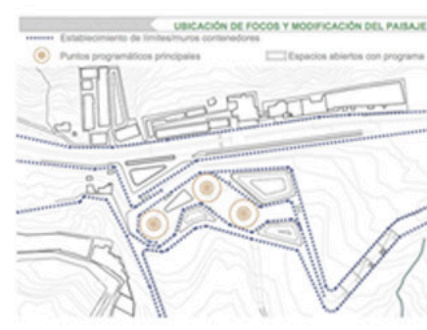 UBICACIÓN DE FOCOS Y MODIFICACIÓN DEL PAISAJE
Establecimiento de límites/muros contenedores
Puntos programáticos principales
Espacios abiertos con programa